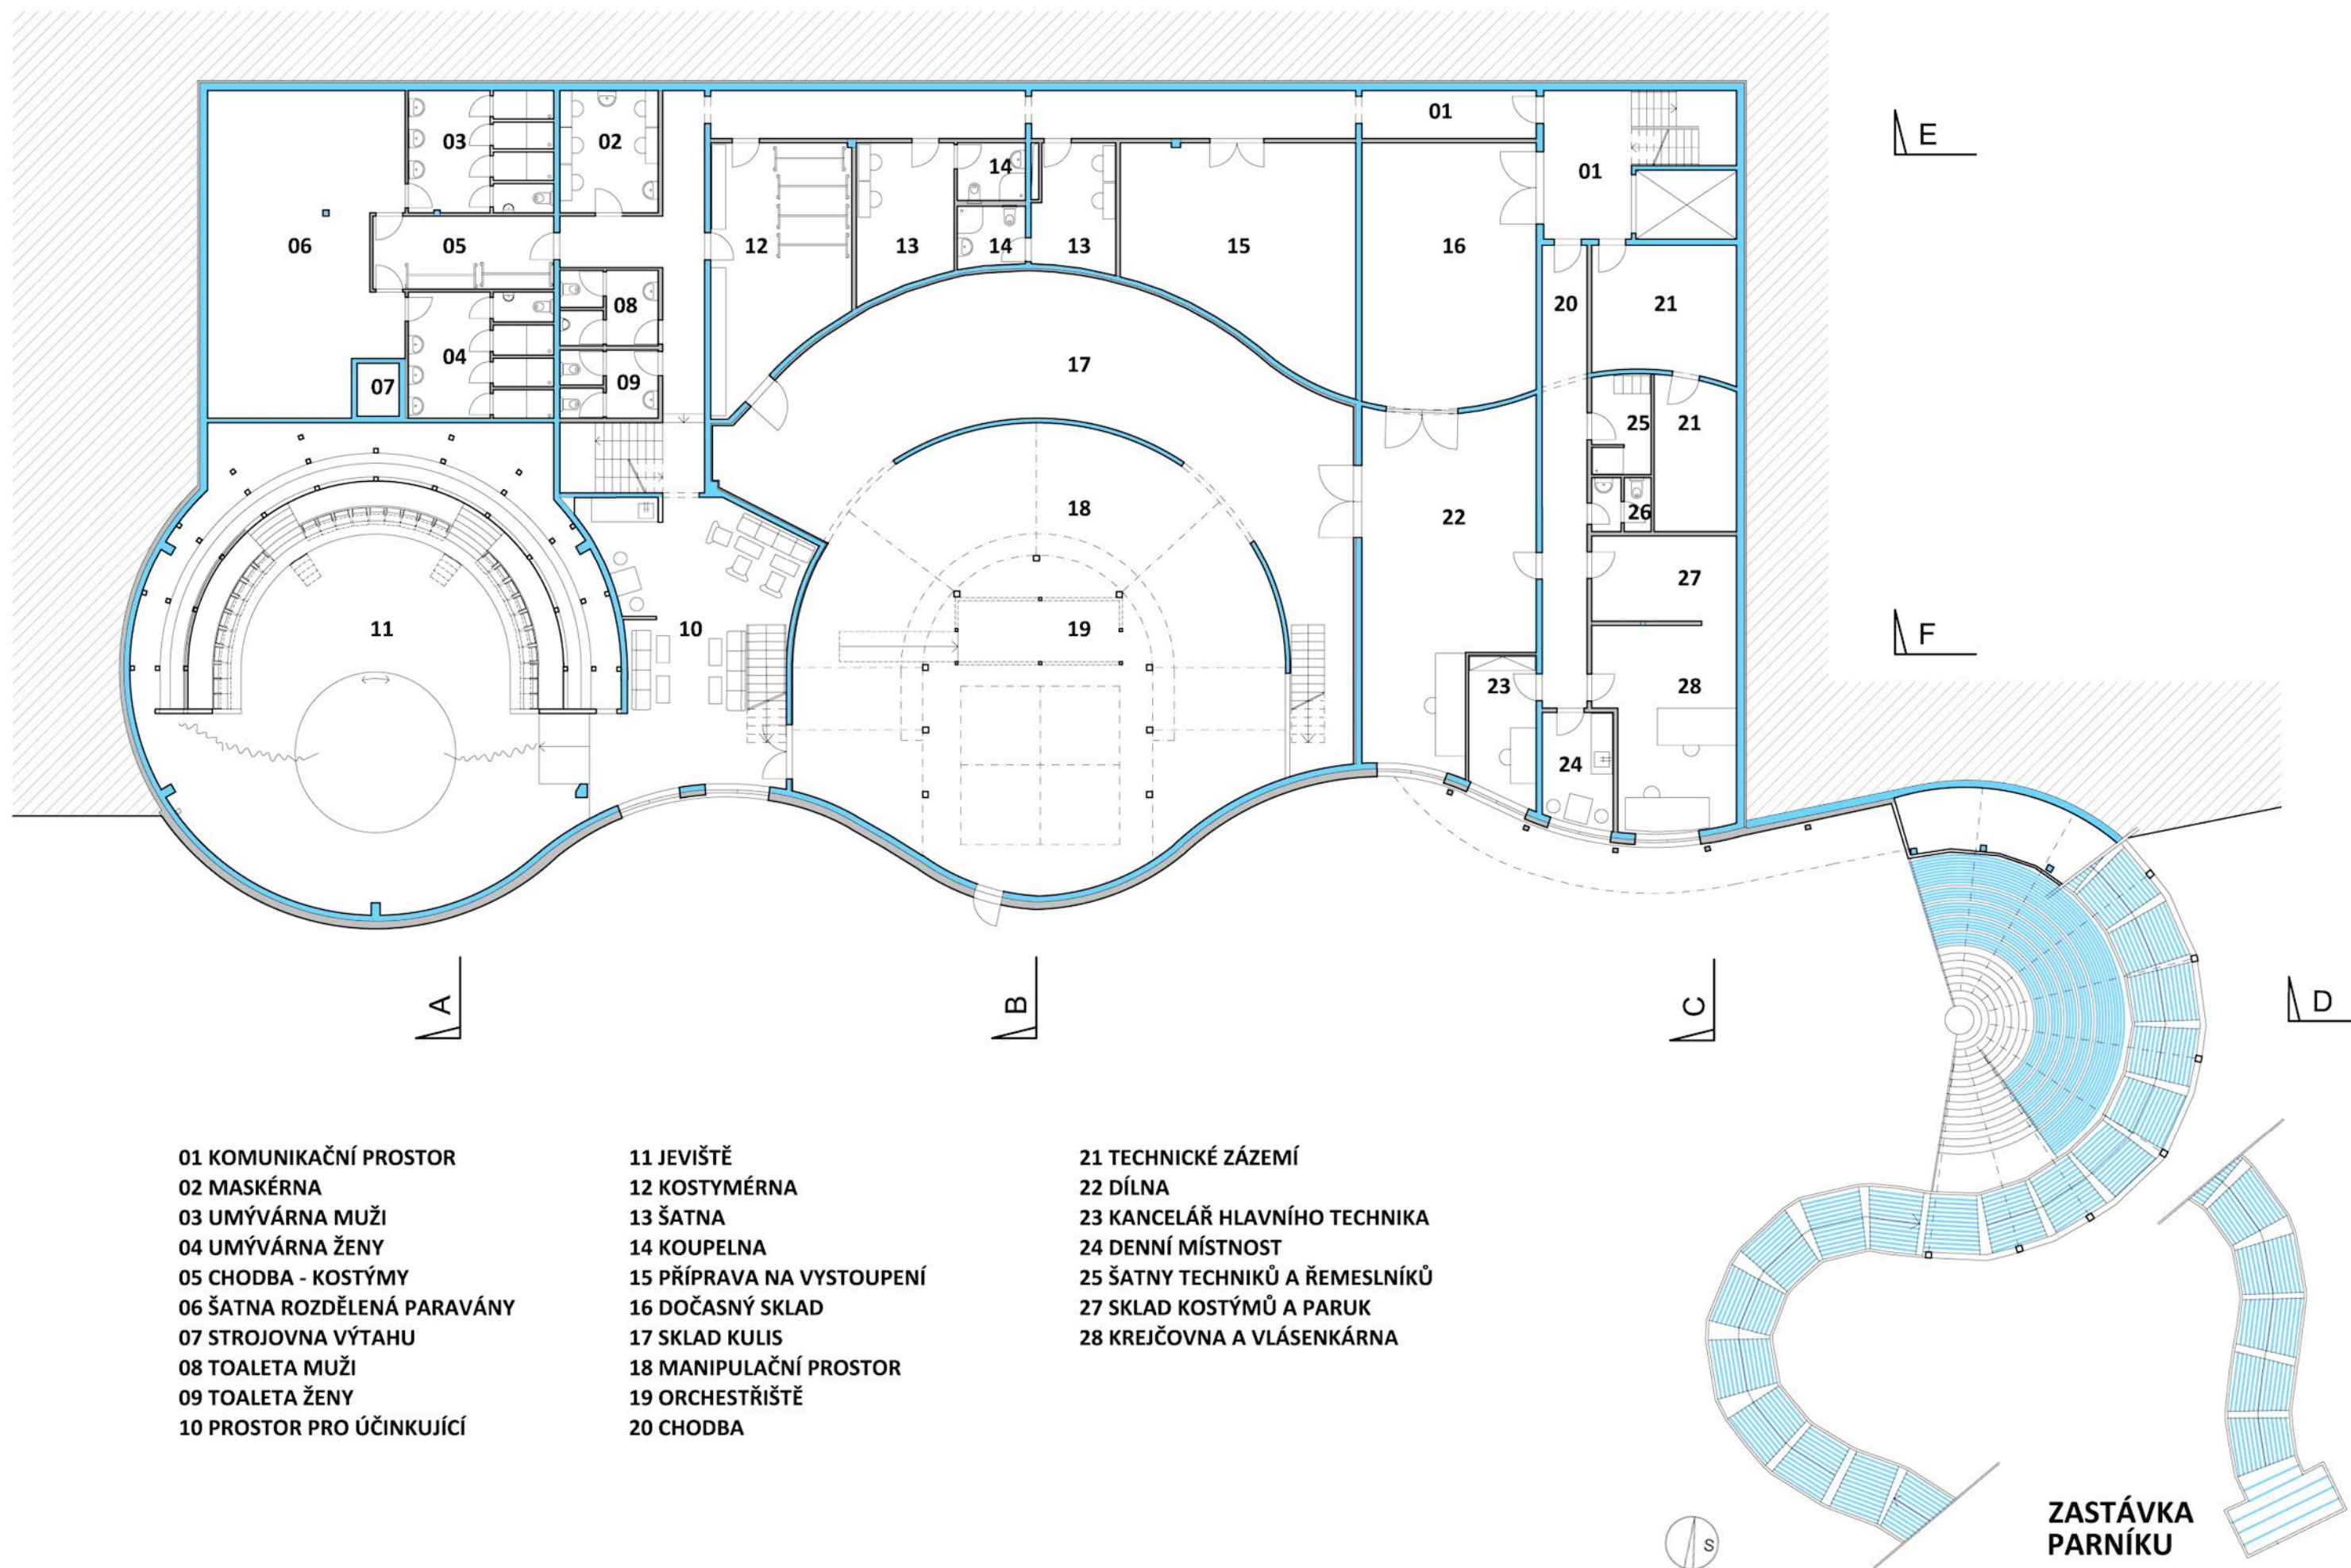 01
E
03
02
14
01
06
05
12
13
14
13
15
16
20
21
08
07
04
09
17
25
21
18
22
26
27
11
10
19
F
23
28
24
A
B
C
D
01 KOMUNIKAČNÍ PROSTOR
02 MASKÉRNA
03 UMÝVÁRNA MUŽI
04 UMÝVÁRNA ŽENY
05 CHODBA - KOSTÝMY
06 ŠATNA ROZDĚLENÁ PARAVÁNY
07 STROJOVNA VÝTAHU
08 TOALETA MUŽI
09 TOALETA ŽENY
10 PROSTOR PRO ÚČINKUJÍCÍ
11 JEVIŠTĚ
12 KOSTYMÉRNA
13 ŠATNA
14 KOUPELNA
15 PŘÍPRAVA NA VYSTOUPENÍ
16 DOČASNÝ SKLAD
17 SKLAD KULIS
18 MANIPULAČNÍ PROSTOR
19 ORCHESTŘIŠTĚ
20 CHODBA
21 TECHNICKÉ ZÁZEMÍ
22 DÍLNA
23 KANCELÁŘ HLAVNÍHO TECHNIKA
24 DENNÍ MÍSTNOST
25 ŠATNY TECHNIKŮ A ŘEMESLNÍKŮ
27 SKLAD KOSTÝMŮ A PARUK
28 KREJČOVNA A VLÁSENKÁRNA
S
ZASTÁVKA
PARNÍKU